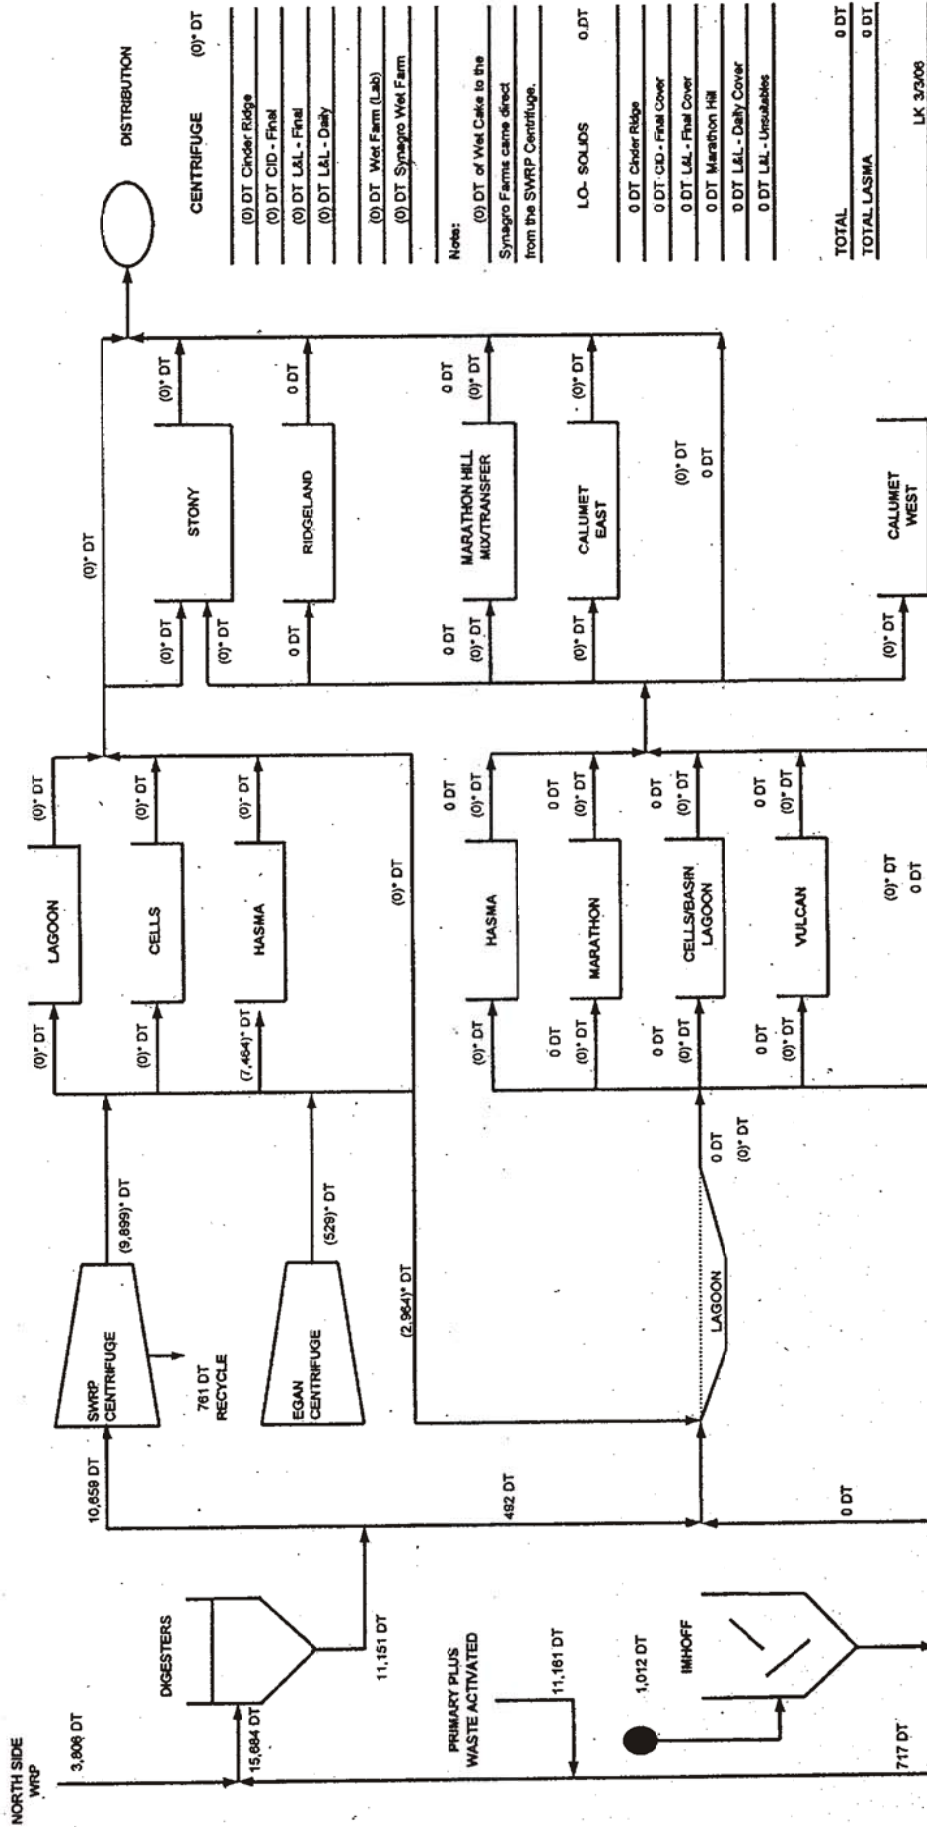 NORTH SIDE
WRP
3,806 DT
15,684 DT
DIGESTERS
11,151 DT
PRIMARY PLUS
WASTE ACTIVATED
11,161 DT
1,012 DT
IMHOFF
717 DT
10,659 DT
SWRP
CENTRIFUGE
(9,899)* DT
761 DT
RECYCLE
EGAN
CENTRIFUGE
(529)* DT
(2,964)* DT
492 DT
0 DT
LAGOON
0 DT
(0)* DT
(0)* DT
LAGOON
(0)* DT
(0)* DT
CELLS
(0)* DT
(7,464)* DT
HASMA
(0)* DT
(0)* DT
(0)* DT
HASMA
0 DT
(0)* DT
0 DT
(0)* DT
MARATHON
0 DT
(0)* DT
0 DT
(0)* DT
CELLS/BASIN
LAGOON
0 DT
(0)* DT
0 DT
(0)* DT
VULCAN
0 DT
(0)* DT
(0)* DT
0 DT
(0)* DT
(0)* DT
(0)* DT
STONY
(0)* DT
0 DT
RIDGELAND
0 DT
0 DT
(0)* DT
MARATHON HILL
MIX/TRANSFER
0 DT
(0)* DT
(0)* DT
CALUMET
EAST
(0)* DT
(0)* DT
0 DT
(0)* DT
CALUMET
WEST
DISTRIBUTION
CENTRIFUGE (0)* DT
(0) DT Cinder Ridge
(0) DT CID - Final
(0) DT L&L - Final
(0) DT L&L - Daily
(0) DT Wet Farm (Lab)
(0) DT Synagro Wet Farm
Note:
(0) DT of Wet Cake to the
Synagro Farms came direct
from the SWRP Centrifuge.
LO- SOLIDS 0 DT
0 DT Cinder Ridge
0 DT CID - Final Cover
0 DT L&L - Final Cover
0 DT Marathon Hill
0 DT L&L - Daily Cover
0 DT L&L - Unsuitables
TOTAL 0 DT
TOTAL LASMA 0 DT
LK 3/3/06